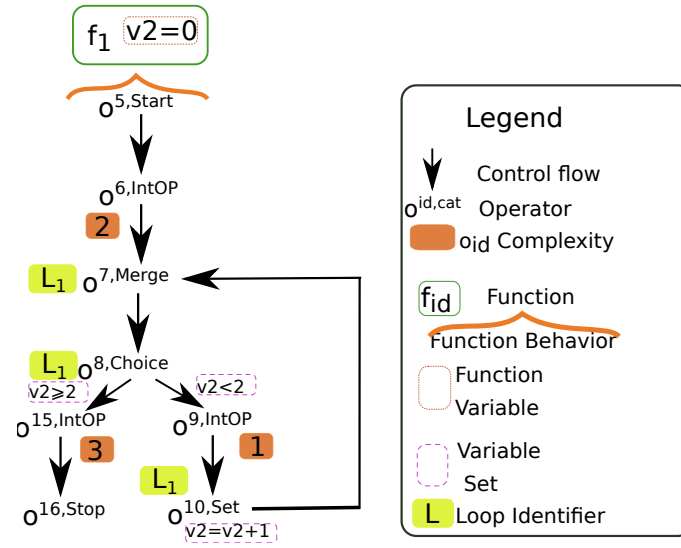 f1 v2=0
o5,Start
o6,IntOP
2
L1 o7,Merge
L1 o8,Choice
v2⩾2 v2<2
o15,IntOP o9,IntOP
3 1
L1
o16,Stop o10,Set
v2=v2+1
Legend
Control flow
oid,cat Operator
oid Complexity
fid Function
Function Behavior
Function
Variable
Variable
Set
L Loop Identifier